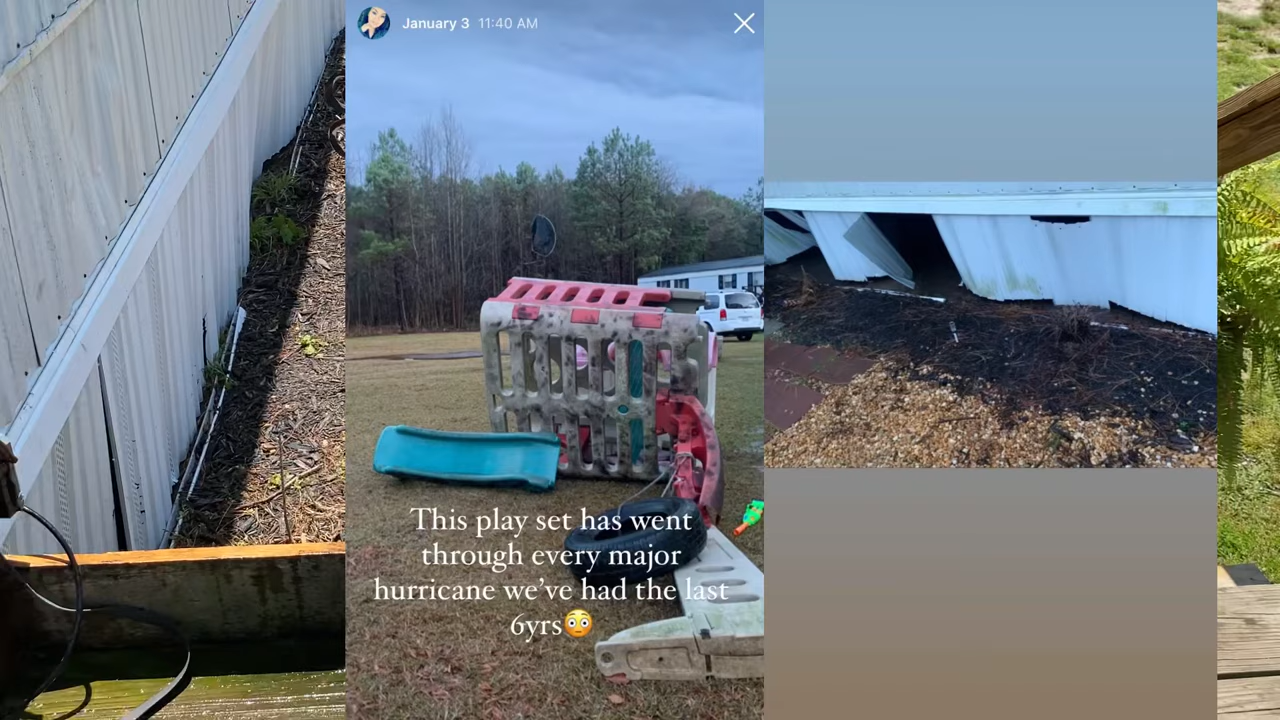 January 3 11:40 AM
This play set has went
through every major
hurricane we've had the last
6yrs😳